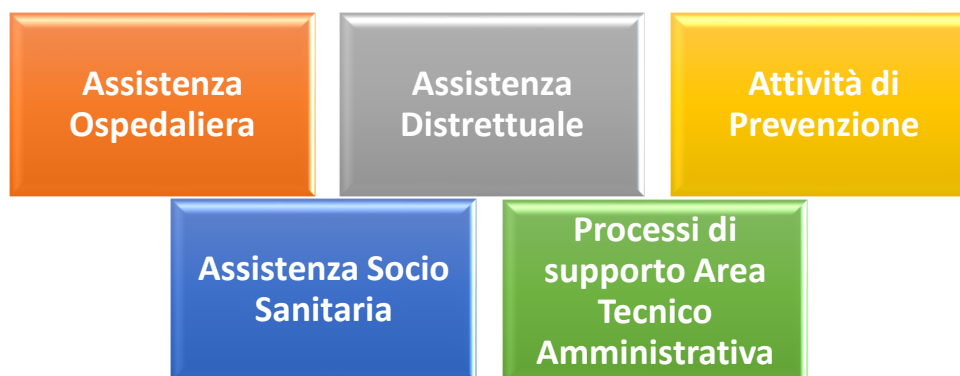 Assistenza
Ospedaliera
Assistenza
Distrettuale
Attività di
Prevenzione
Assistenza Socio
Sanitaria
Processi di
supporto Area
Tecnico
Amministrativa